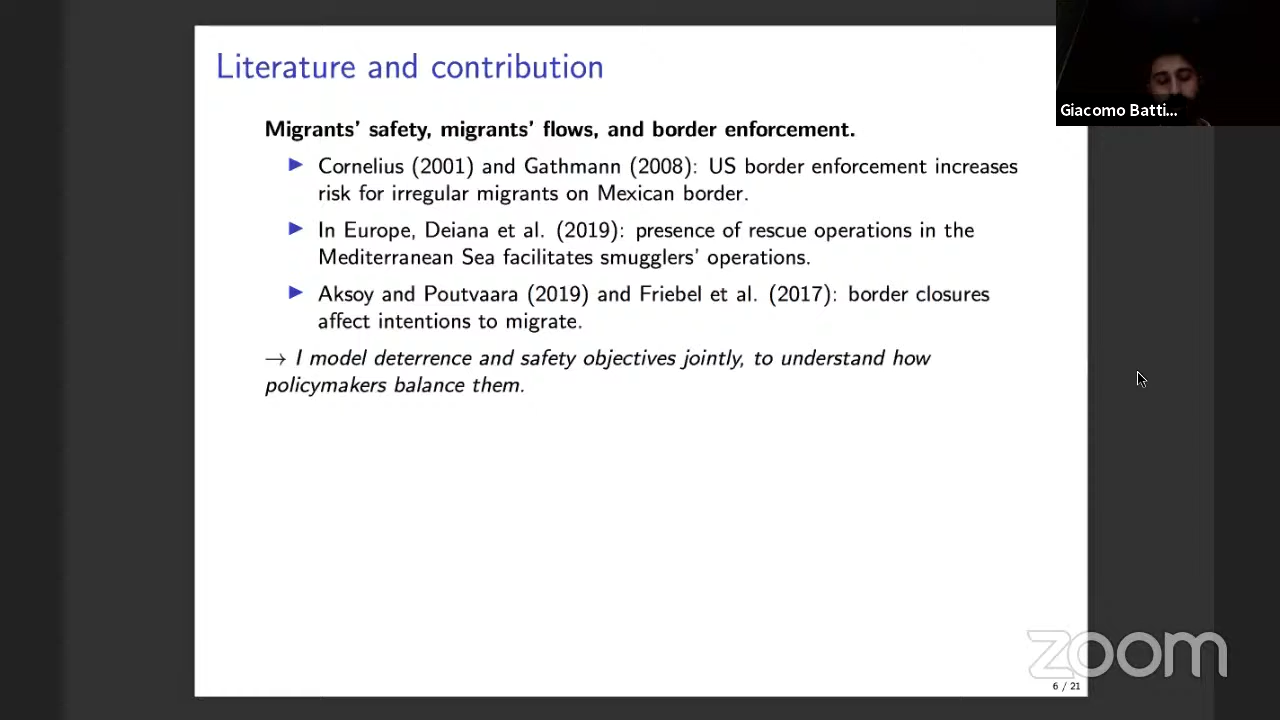 Literature and contribution
Giacomo Batti...
Migrants' safety, migrants' flows, and border enforcement.
Cornelius (2001) and Gathmann (2008): US border enforcement increases
risk for irregular migrants on Mexican border.
In Europe, Deiana et al. (2019): presence of rescue operations in the
Mediterranean Sea facilitates smugglers' operations.
Aksoy and Poutvaara (2019) and Friebel et al. (2017): border closures
affect intentions to migrate.
→ I model deterrence and safety objectives jointly, to understand how
policymakers balance them.
zoom
6 / 21